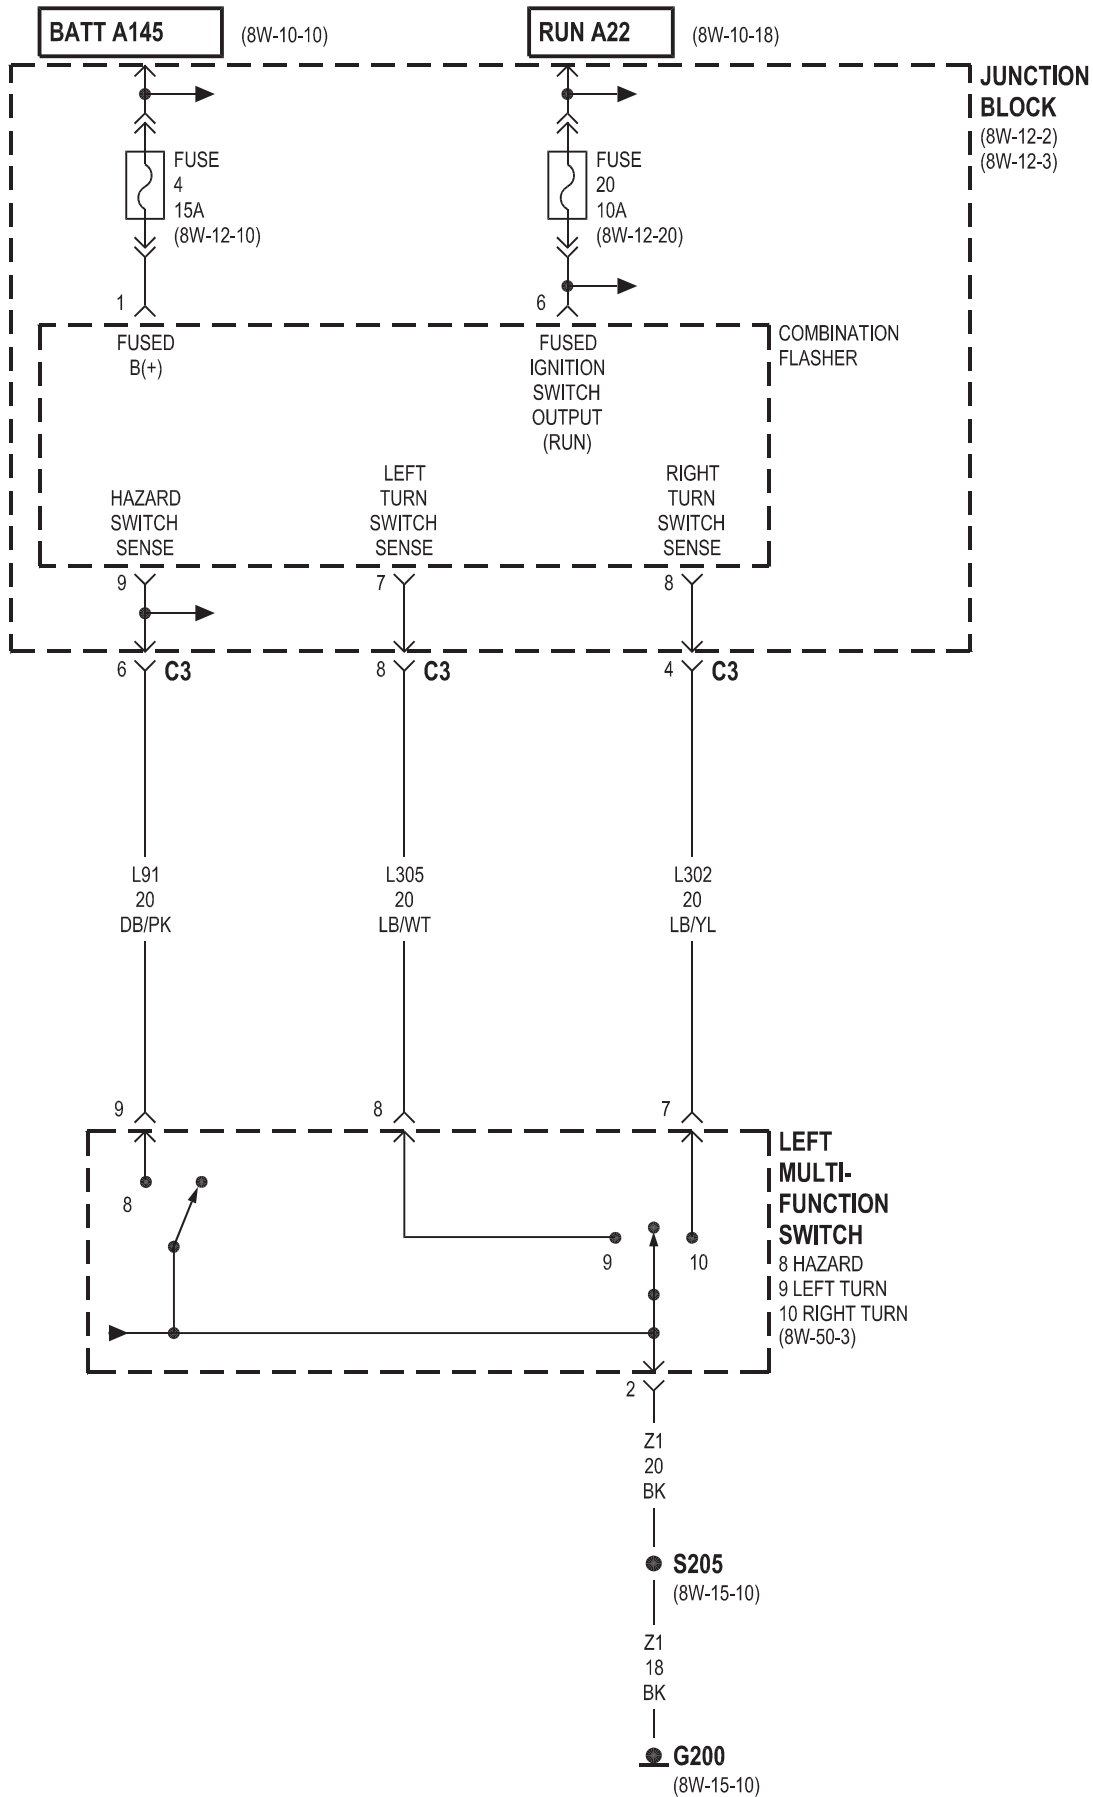 BATT A145
(8W-10-10)
RUN A22
(8W-10-18)
JUNCTION
BLOCK
(8W-12-2)
(8W-12-3)
FUSE
4
15A
(8W-12-10)
FUSE
20
10A
(8W-12-20)
1
6
COMBINATION
FLASHER
FUSED
B(+)
FUSED
IGNITION
SWITCH
OUTPUT
(RUN)
HAZARD
SWITCH
SENSE
LEFT
TURN
SWITCH
SENSE
RIGHT
TURN
SWITCH
SENSE
9
7
8
6
C3
8
C3
4
C3
L91
20
DB/PK
L305
20
LB/WT
L302
20
LB/YL
9
8
7
LEFT
MULTI-
FUNCTION
SWITCH
8 HAZARD
9 LEFT TURN
10 RIGHT TURN
(8W-50-3)
8
9
10
2
Z1
20
BK
S205
(8W-15-10)
Z1
18
BK
G200
(8W-15-10)